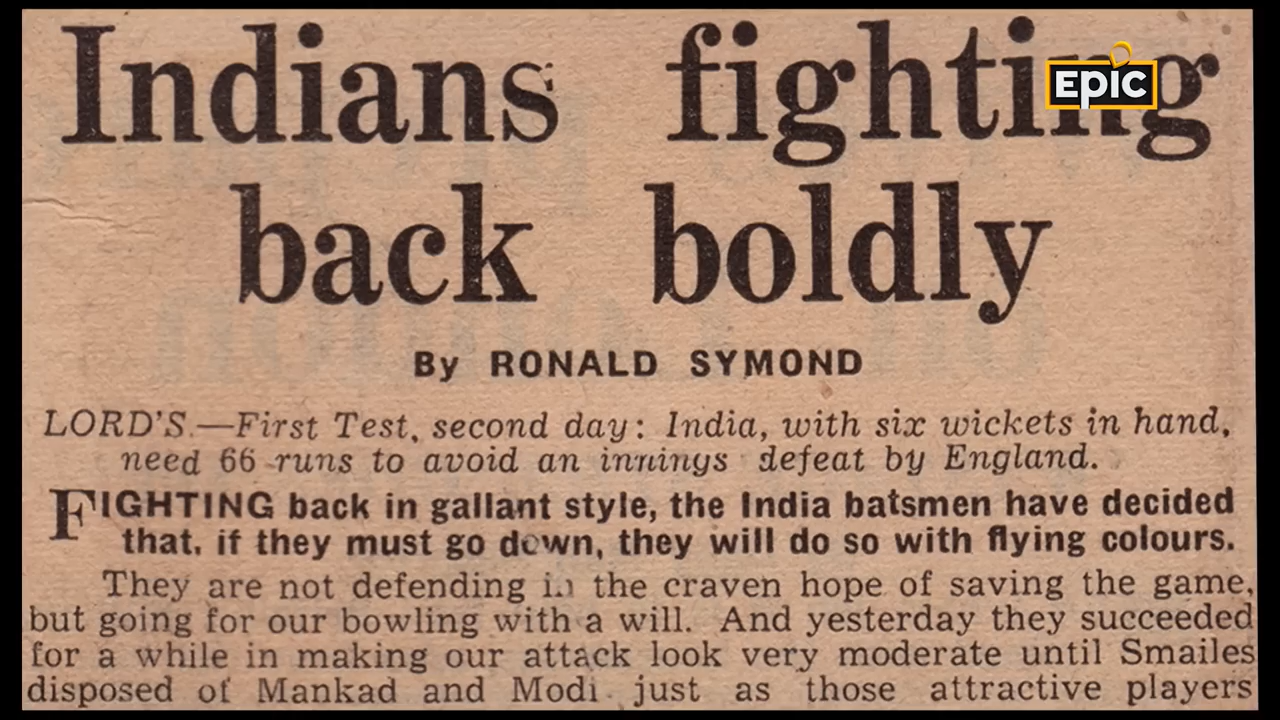 Indians fighting
EPIC
back boldly
By RONALD SYMOND
LORD'S.—First Test, second day: India, with six wickets in hand,
need 66 runs to avoid an innings defeat by England.
FIGHTING back in gallant style, the India batsmen have decided
that, if they must go down, they will do so with flying colours.
They are not defending in the craven hope of saving the game,
but going for our bowling with a will. And yesterday they succeeded
for a while in making our attack look very moderate until Smailes
disposed of Mankad and Modi just as those attractive players